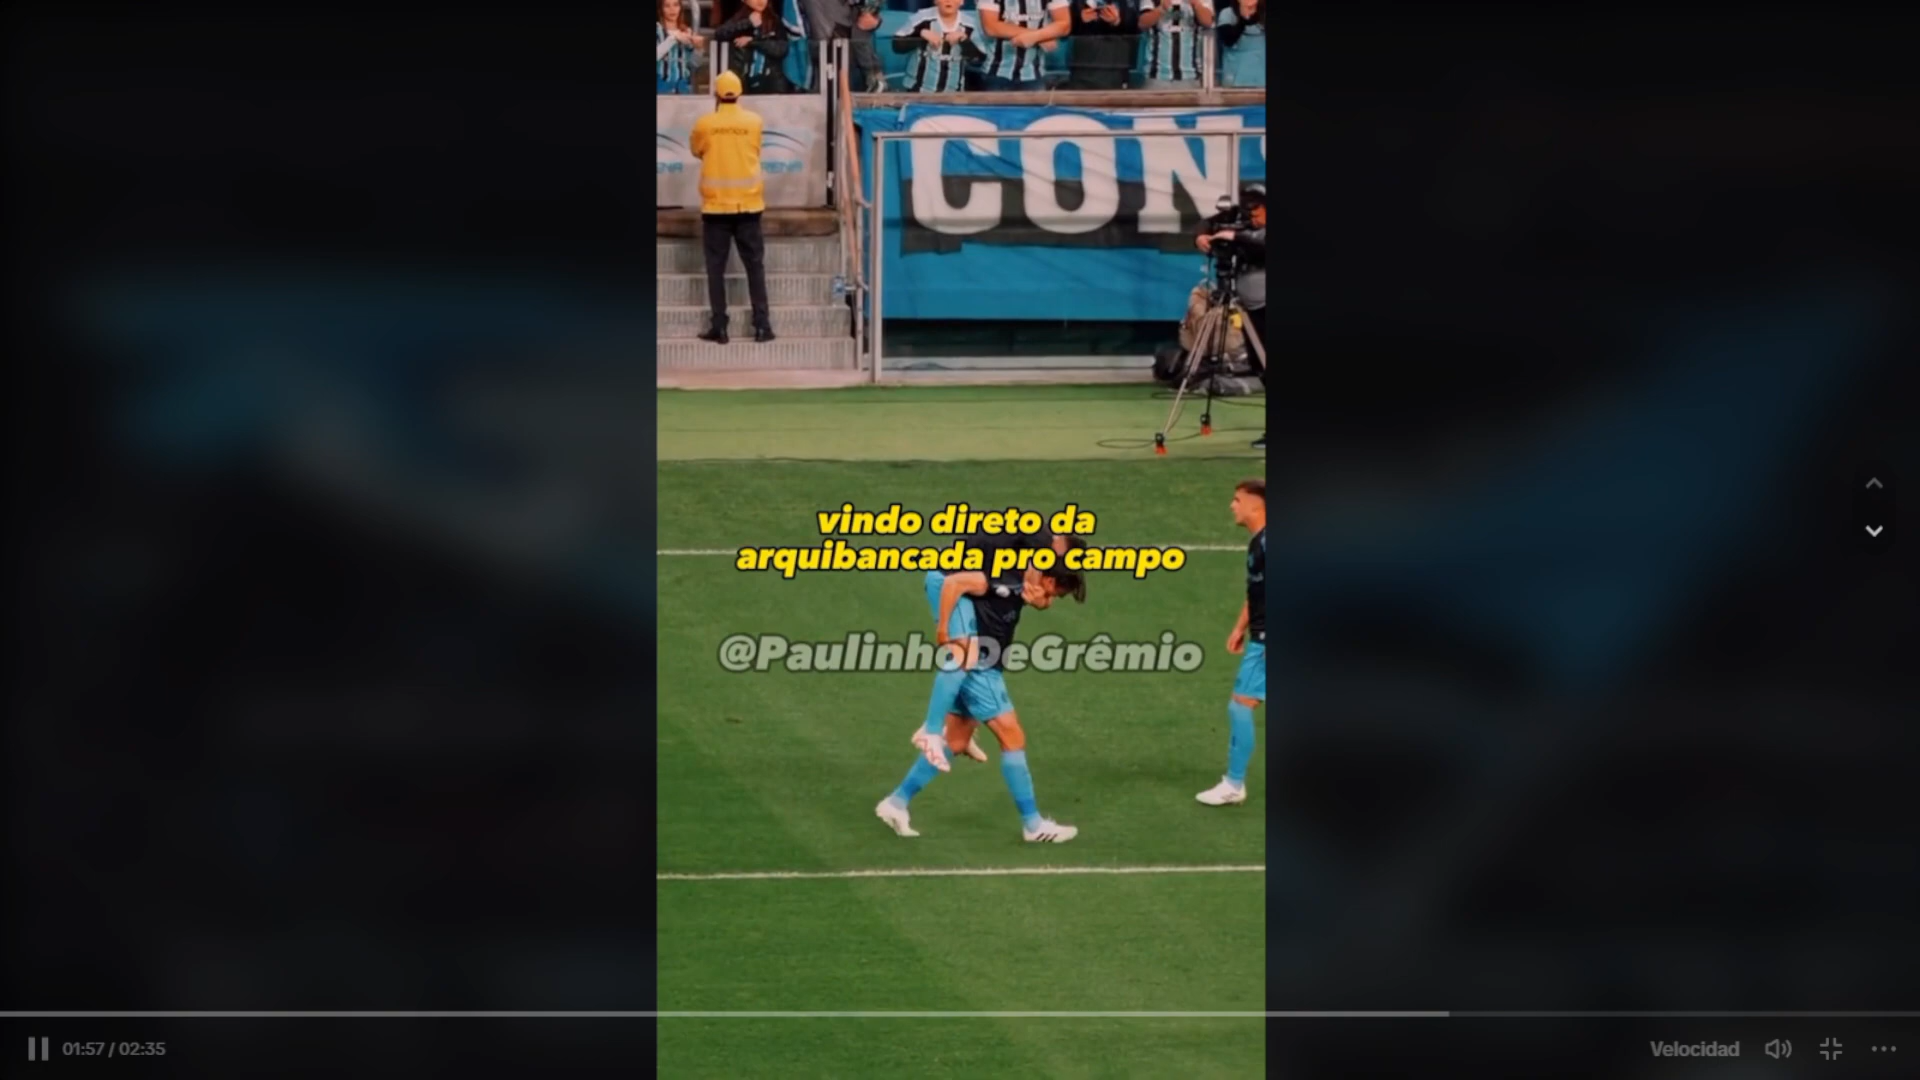 CON
vindo direto da
arquibancada pro campo
@PaulinhoDeGrêmio
01:57 / 02:35
Velocidad